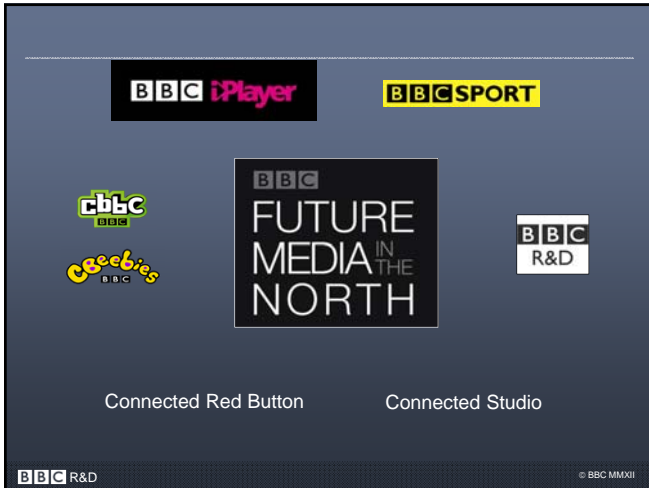 BBC iPlayer
BBC SPORT
cbbc
BBC
CBeebies
BBC
BBC
FUTURE
MEDIA IN THE
NORTH
BBC
R&D
Connected Red Button
Connected Studio
BBC R&D
© BBC MMXII